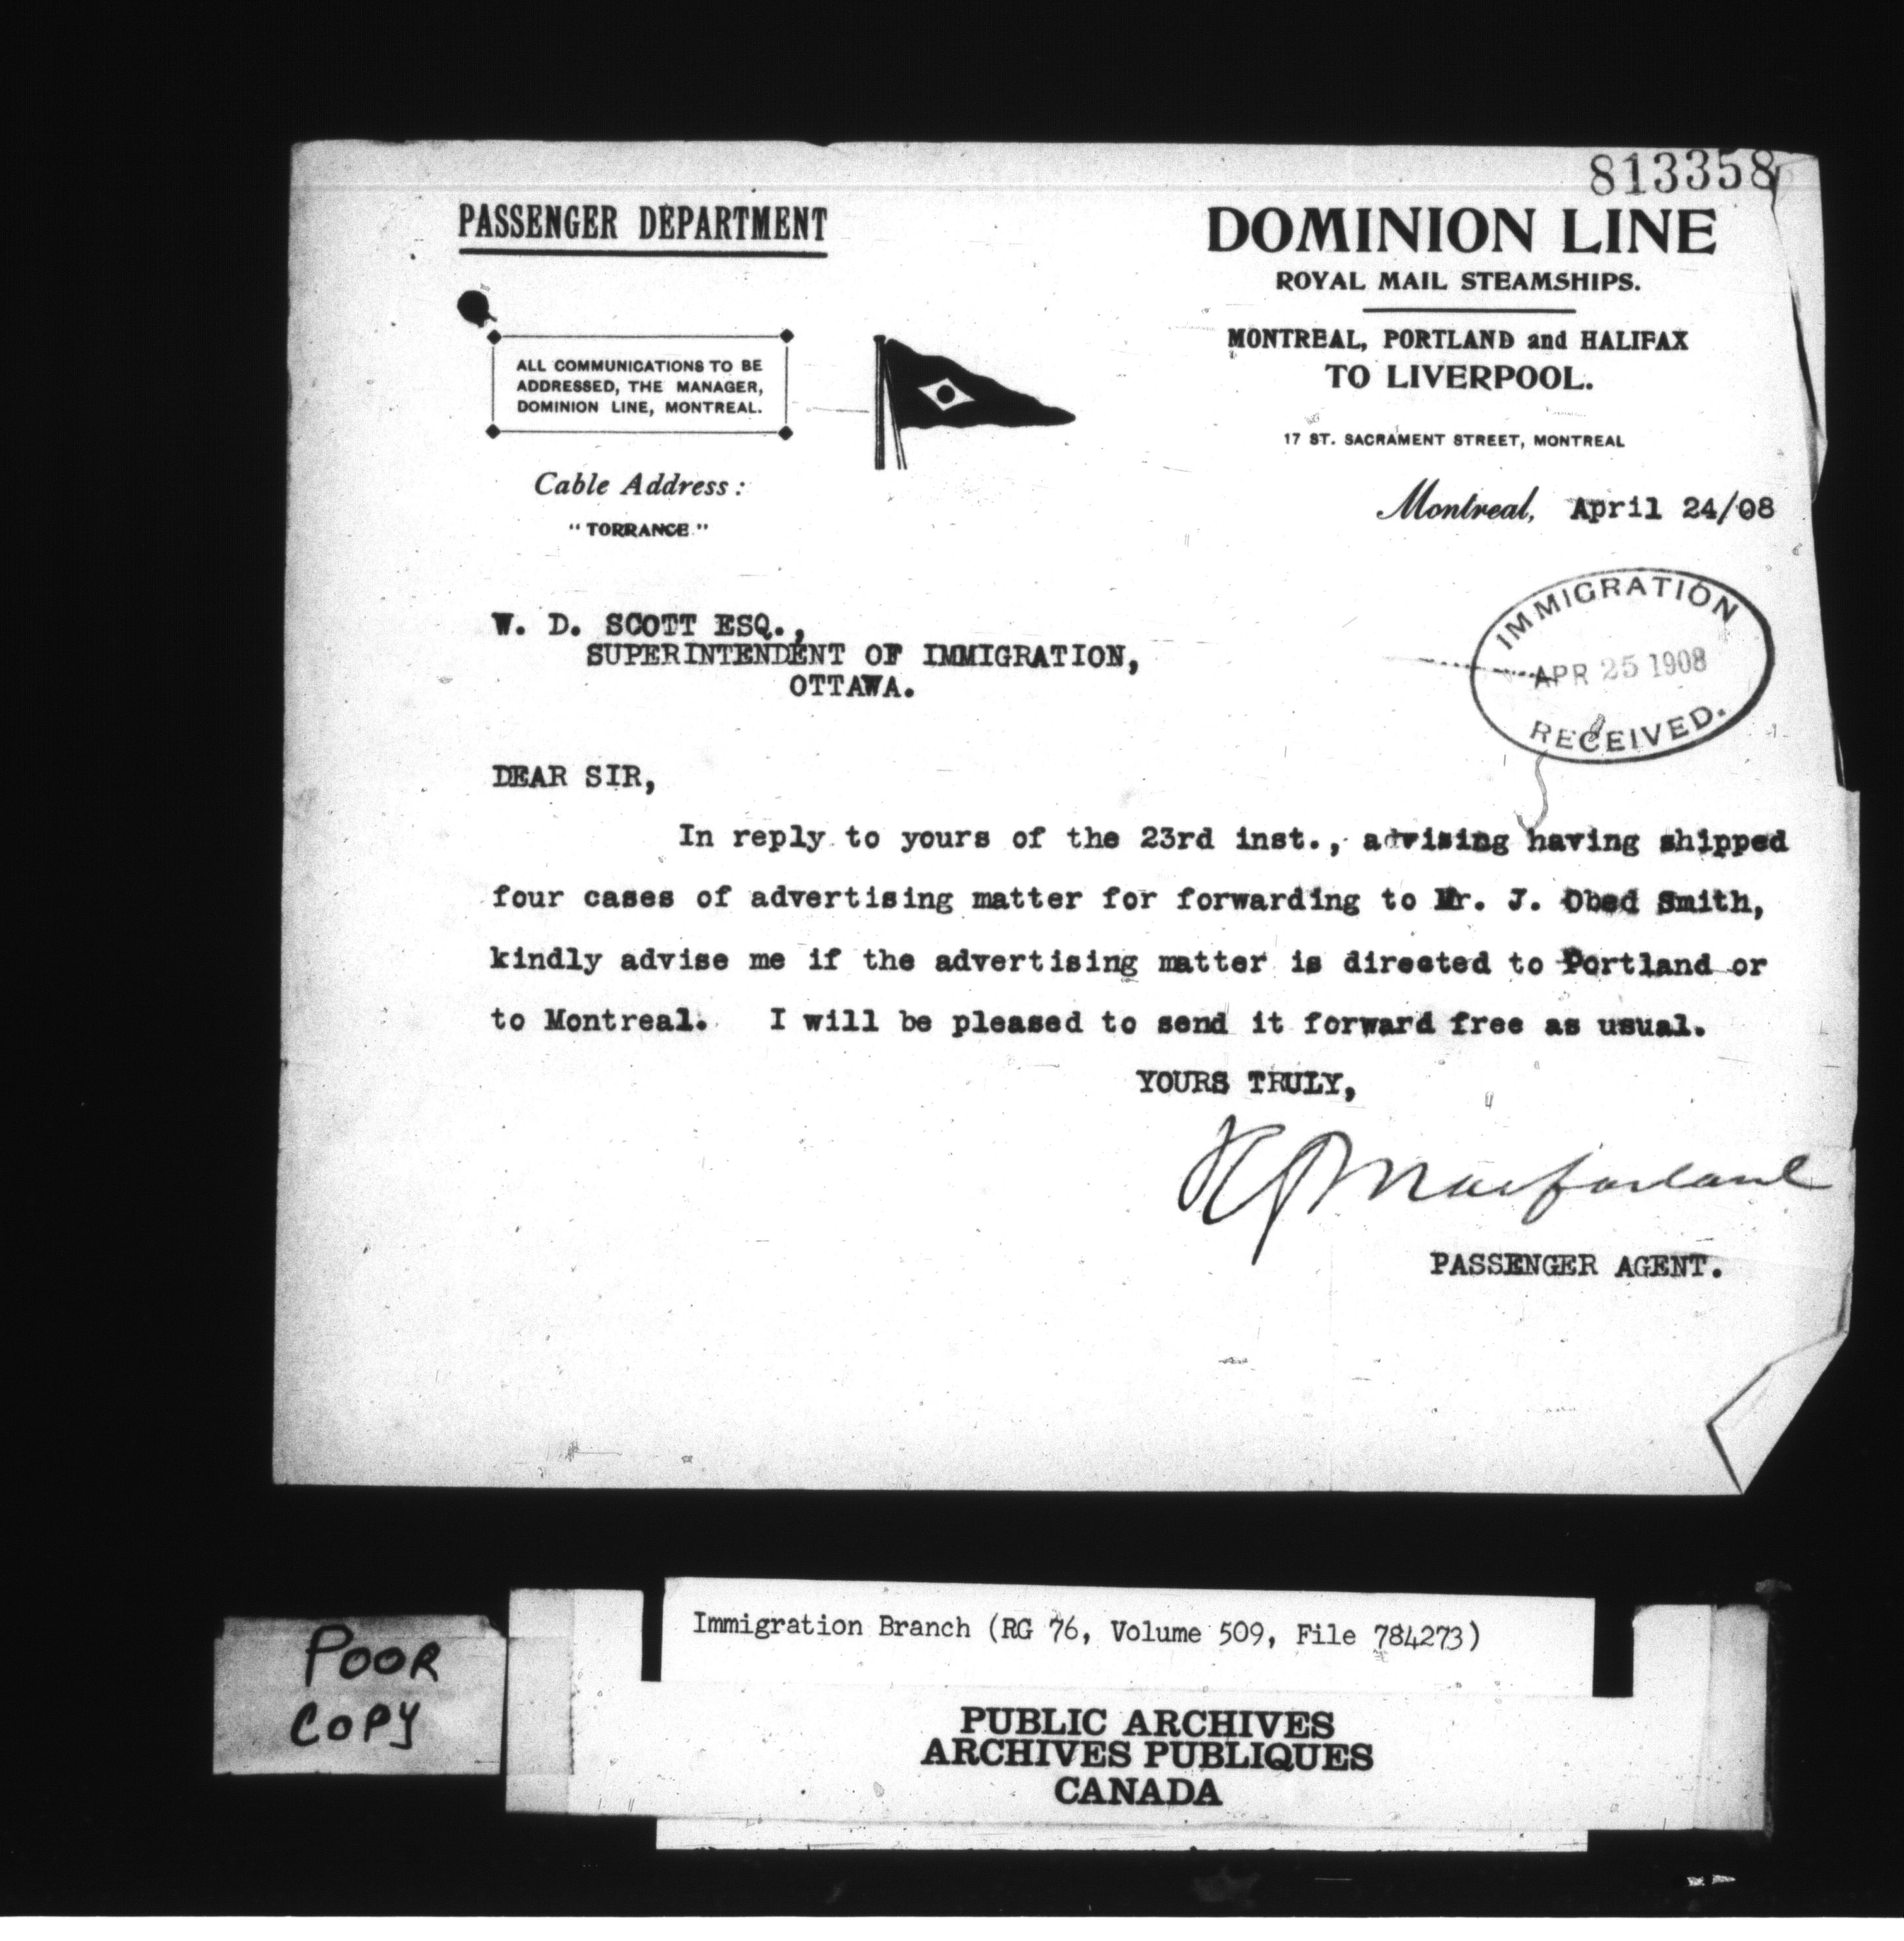 813358
PASSENGER DEPARTMENT
DOMINION LINE
ROYAL MAIL STEAMSHIPS.
MONTREAL, PORTLAND and HALIFAX
TO LIVERPOOL.
17 ST. SACRAMENT STREET, MONTREAL
ALL COMMUNICATIONS TO BE
ADDRESSED, THE MANAGER,
DOMINION LINE, MONTREAL.
Cable Address:
"TORRANCE"
Montreal, April 24/08
IMMIGRATION
APR 25 1908
RECEIVED.
W. D. SCOTT ESQ.,
SUPERINTENDENT OF IMMIGRATION,
OTTAWA.
DEAR SIR,
In reply to yours of the 23rd inst., advising having shipped
four cases of advertising matter for forwarding to Mr. J. Obed Smith,
kindly advise me if the advertising matter is directed to Portland or
to Montreal. I will be pleased to send it forward free as usual.
YOURS TRULY,
Macfarlane
PASSENGER AGENT.
POOR
COPY
Immigration Branch (RG 76, Volume 509, File 784273)
PUBLIC ARCHIVES
ARCHIVES PUBLIQUES
CANADA